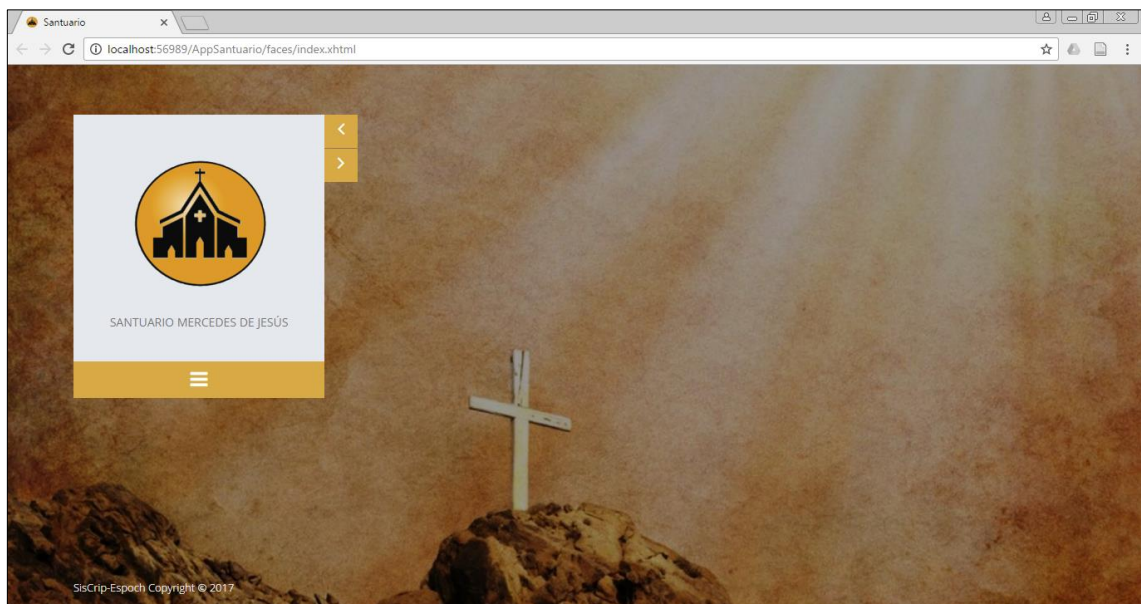 Santuario
localhost:56989/AppSantuario/faces/index.xhtml
SANTUARIO MERCEDES DE JESÚS
SisCrip-Espoch Copyright © 2017